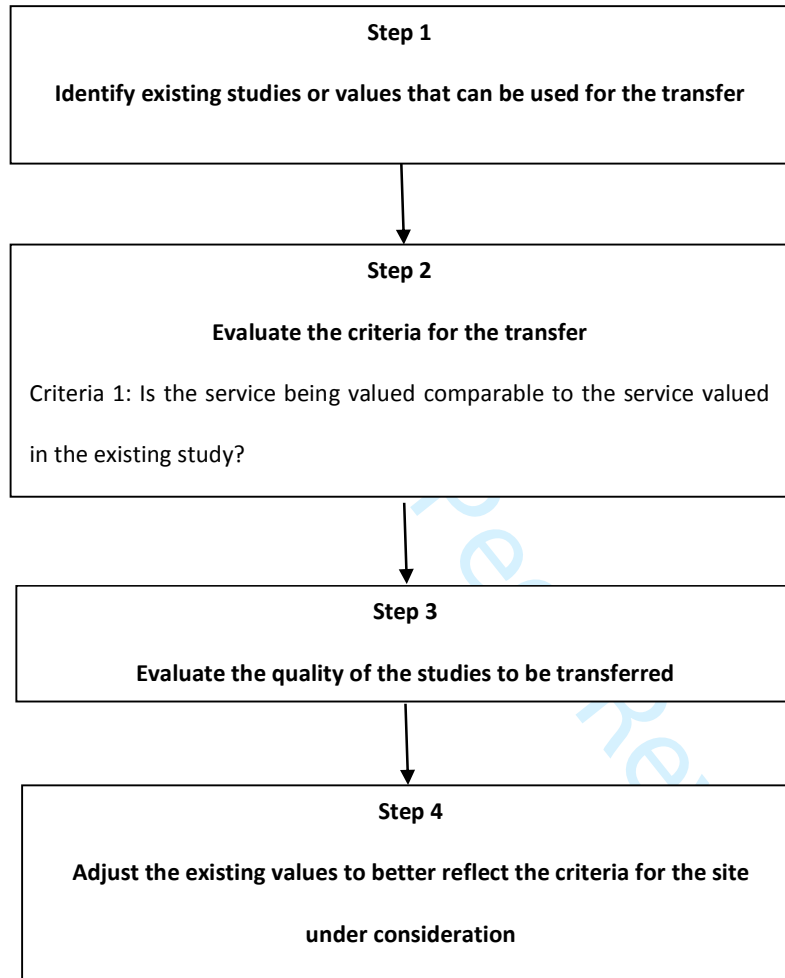 Step 1
Identify existing studies or values that can be used for the transfer
Step 2
Evaluate the criteria for the transfer
Criteria 1: Is the service being valued comparable to the service valued
in the existing study?
Step 3
Evaluate the quality of the studies to be transferred
Step 4
Adjust the existing values to better reflect the criteria for the site
under consideration